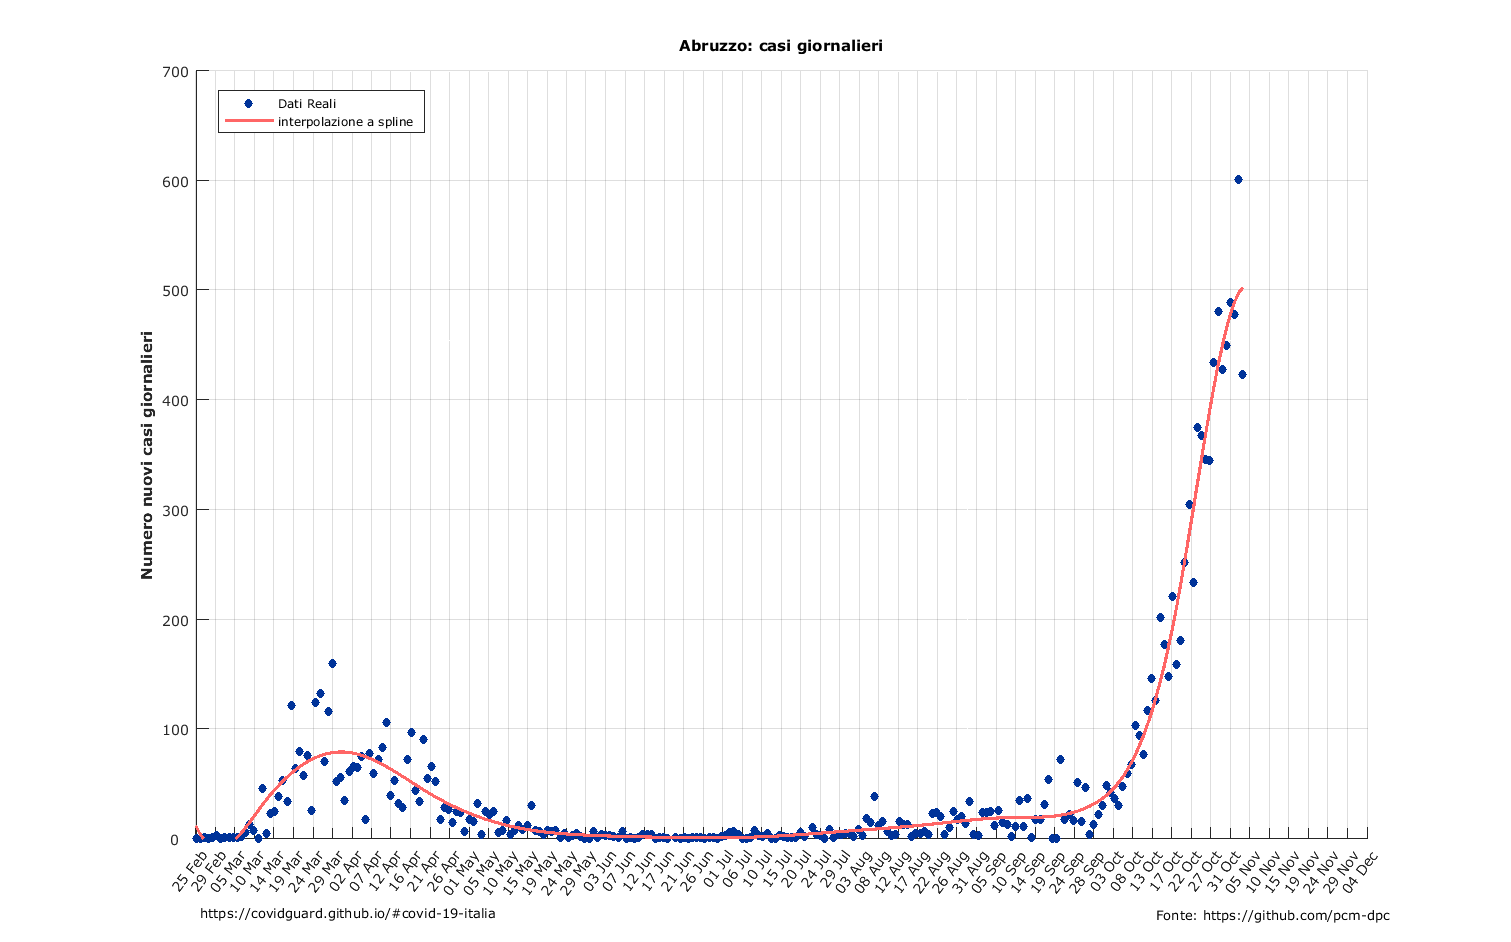 Abruzzo: casi giornalieri
700
600
500
400
300
200
100
0
Numero nuovi casi giornalieri
Dati Reali
interpolazione a spline
25 Feb
29 Feb
05 Mar
10 Mar
14 Mar
19 Mar
24 Mar
29 Mar
02 Apr
07 Apr
12 Apr
16 Apr
21 Apr
26 Apr
01 May
05 May
10 May
15 May
19 May
24 May
29 May
03 Jun
07 Jun
12 Jun
17 Jun
21 Jun
26 Jun
01 Jul
06 Jul
10 Jul
15 Jul
20 Jul
24 Jul
29 Jul
03 Aug
08 Aug
12 Aug
17 Aug
22 Aug
26 Aug
31 Aug
05 Sep
10 Sep
14 Sep
19 Sep
24 Sep
28 Sep
03 Oct
08 Oct
13 Oct
17 Oct
22 Oct
27 Oct
31 Oct
05 Nov
10 Nov
15 Nov
19 Nov
24 Nov
29 Nov
04 Dec
https://covidguard.github.io/#covid-19-italia
Fonte: https://github.com/pcm-dpc